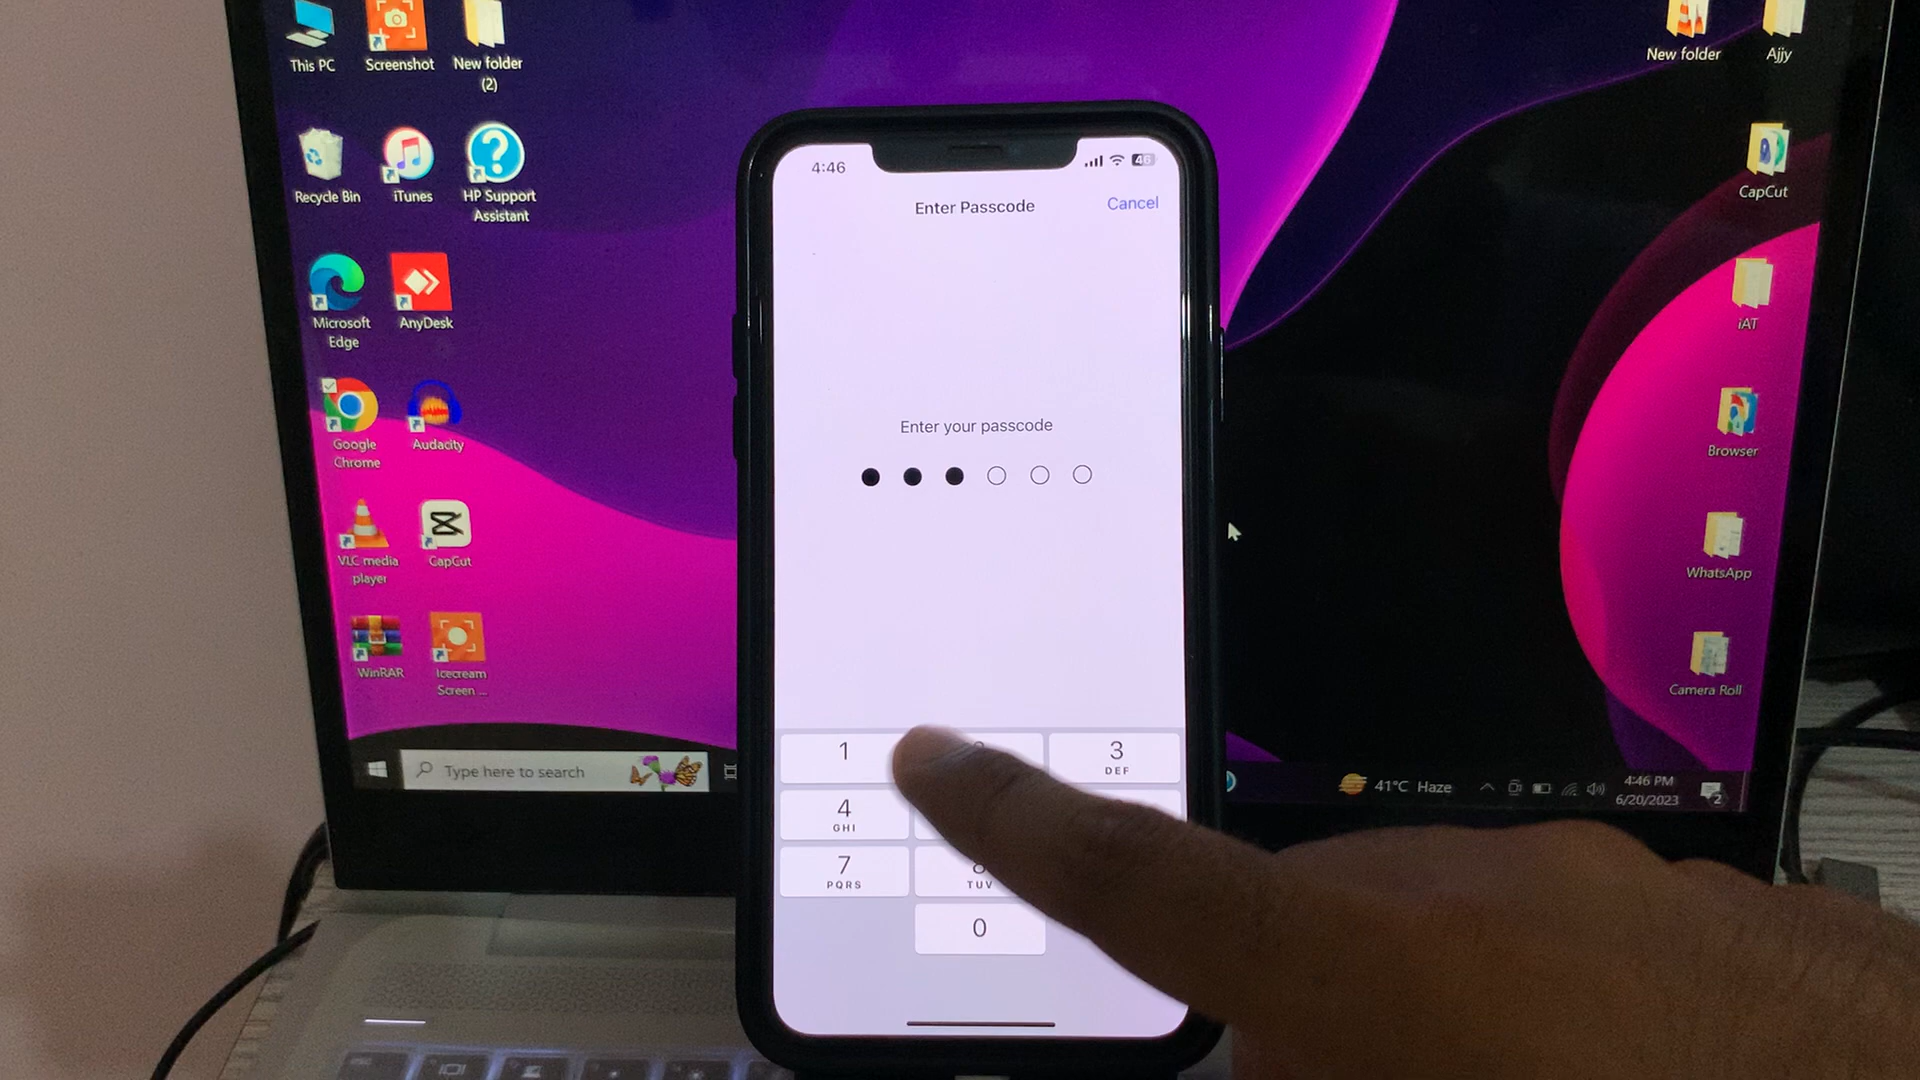 This PC
Screenshot
New folder
(2)
Recycle Bin
iTunes
HP Support
Assistant
Microsoft
Edge
AnyDesk
Google
Chrome
Audacity
VLC media
player
CapCut
WinRAR
Icecream
Screen ...
Type here to search
4:46
46
Enter Passcode
Cancel
Enter your passcode
1
3
DEF
4
GHI
7
PQRS
8
TUV
0
New folder
Ajjy
CapCut
iAT
Browser
WhatsApp
Camera Roll
41°C Haze
4:46 PM
6/20/2023
2